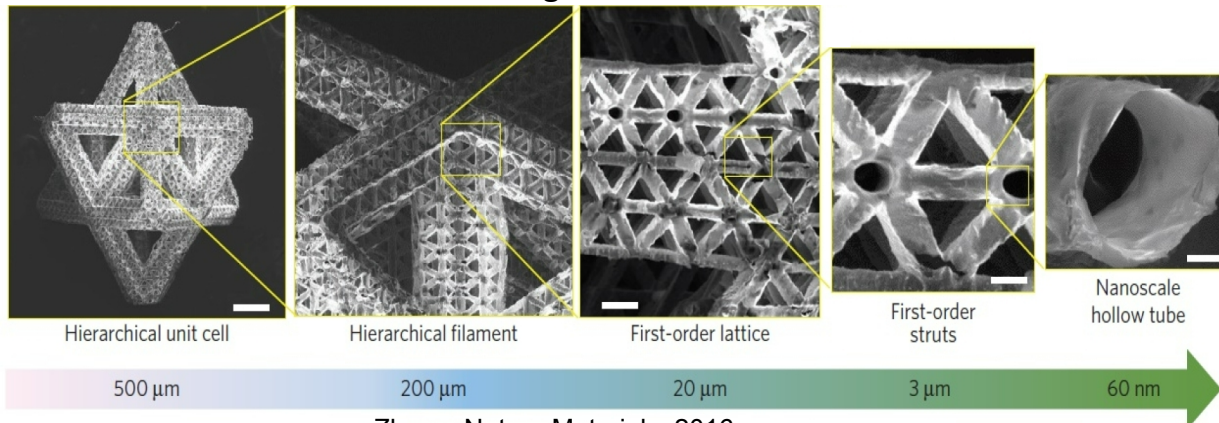 Hierarchical unit cell
Hierarchical filament
First-order lattice
First-order
struts
Nanoscale
hollow tube
500 μm
200 μm
20 μm
3 μm
60 nm